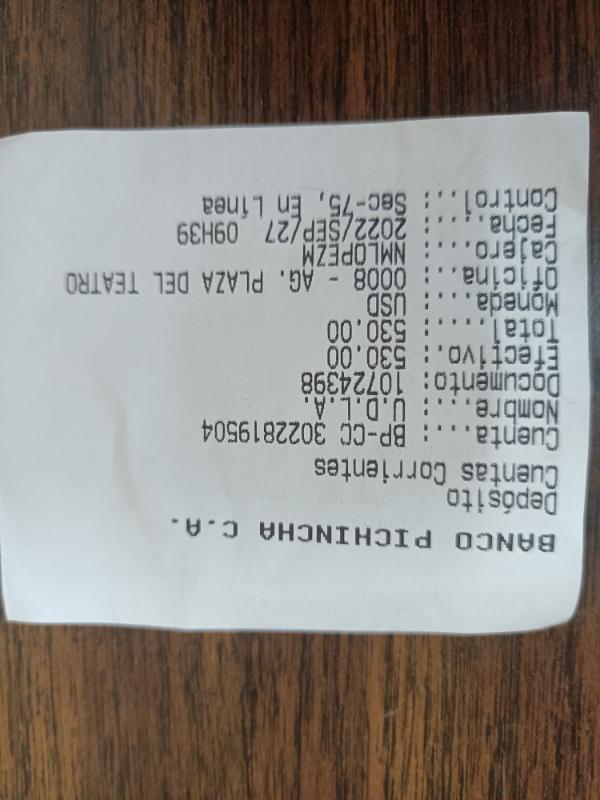 BANCO PICHINCHA C.A.
Depósito
Cuentas Corrientes
Cuenta....: BP-CC 3022819504
Nombre....: U.D.L.A.
Documento: 10724398
Efectivo.: 530.00
Total.....: 530.00
Moneda....: USD
Oficina...: 0008 - AG. PLAZA DEL TEATRO
Cajero....: NMLOPEZM
Fecha.....: 2022/SEP/27 09H39
Control...: Sec-75, En Línea